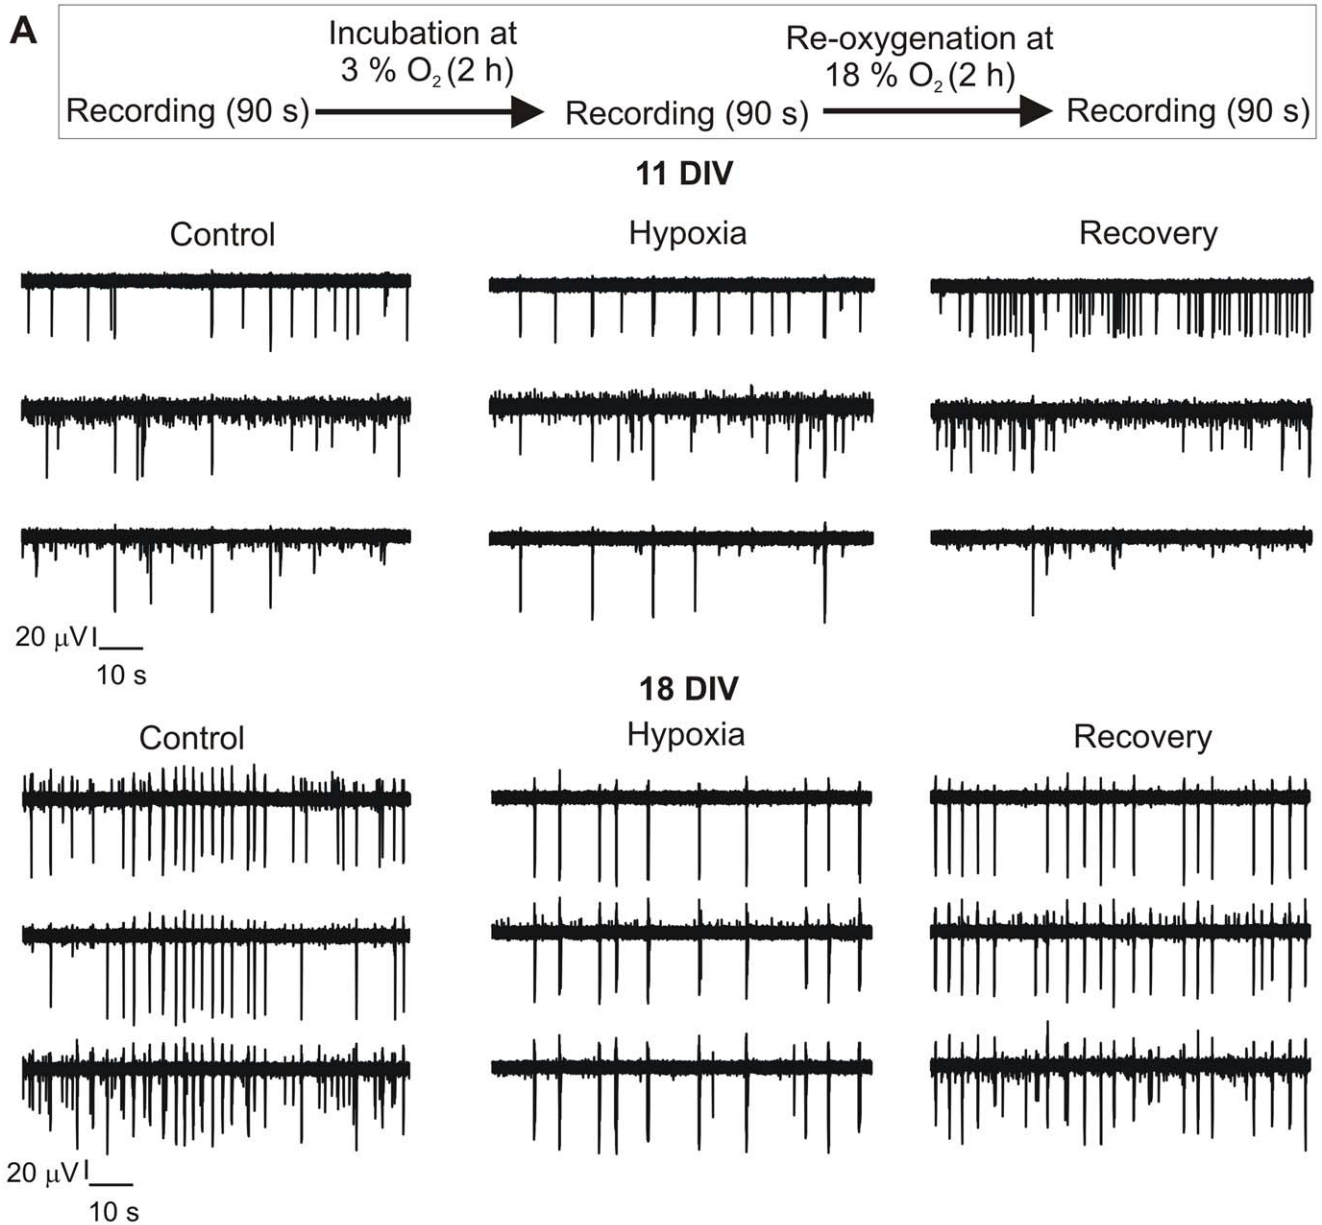 A
Incubation at
3 % O₂ (2 h)
Re-oxygenation at
18 % O₂ (2 h)
Recording (90 s)
Recording (90 s)
Recording (90 s)
11 DIV
Control
Hypoxia
Recovery
20 µV
10 s
18 DIV
Control
Hypoxia
Recovery
20 µV
10 s